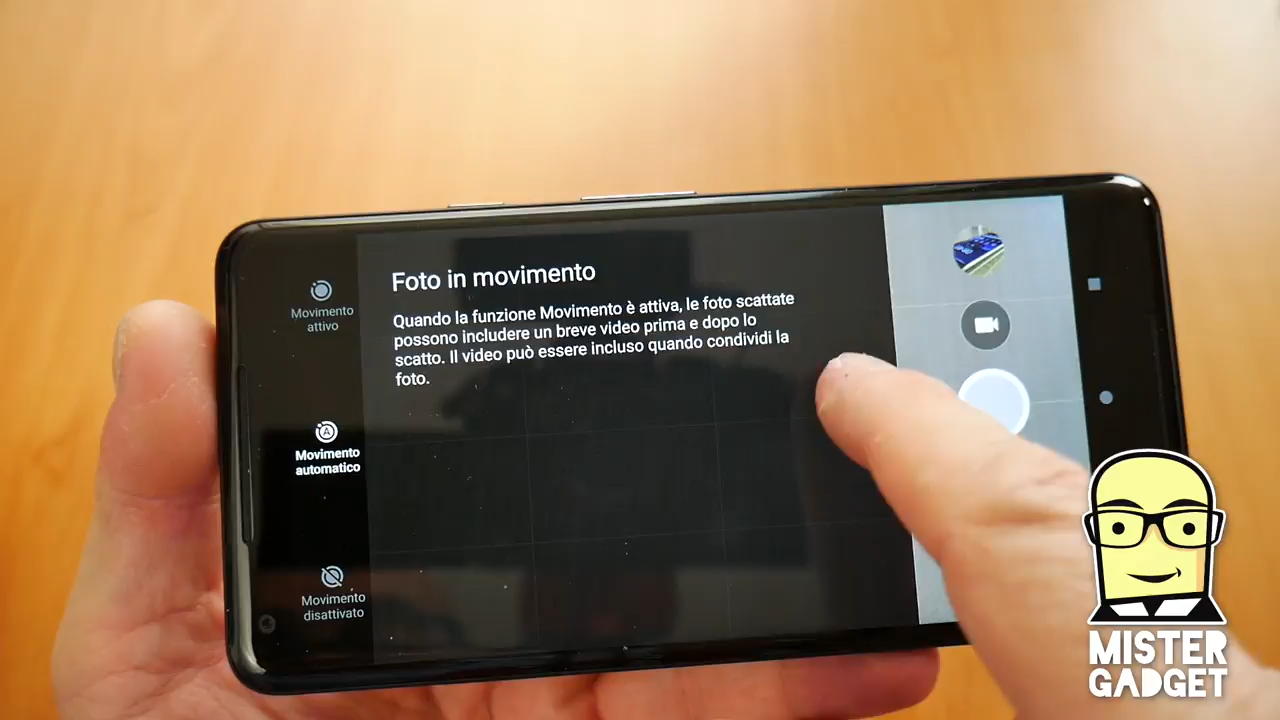 Foto in movimento
Quando la funzione Movimento è attiva, le foto scattate
possono includere un breve video prima e dopo lo
scatto. Il video può essere incluso quando condividi la
foto.
Movimento
attivo
Movimento
automatico
Movimento
disattivato
MISTER
GADGET